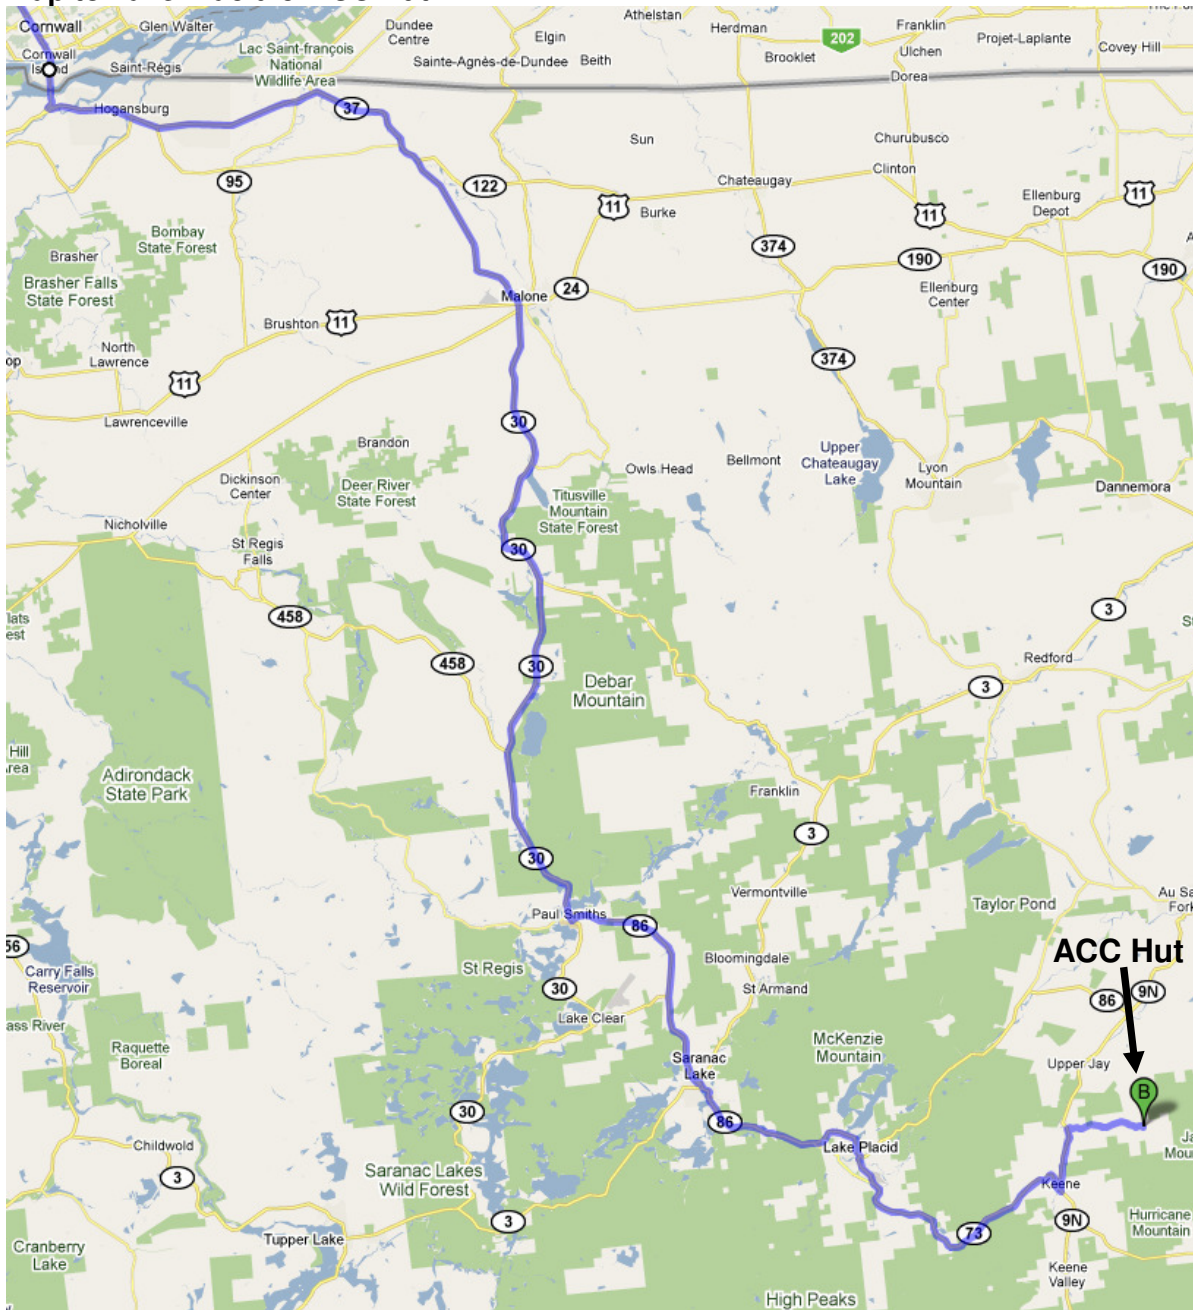 Cornwall
Glen Walter
Dundee
Centre
Athelstan
Herdman
Franklin
202
Elgin
Ulchen
Projet-Laplante
Covey Hill
Brooklet
Cornwall
Island
Saint-Régis
Lac Saint-françois
National
Wildlife Area
Sainte-Agnès-de-Dundee
Beith
Dorea
Hogansburg
37
Sun
Churubusco
95
122
Chateaugay
Clinton
11
Burke
11
Ellenburg
Depot
11
Bombay
State Forest
Brasher
Brasher Falls
State Forest
374
190
190
Ellenburg
Center
24
Malone
Brushton
11
North
Lawrence
374
11
Lawrenceville
30
Brandon
Dickinson
Center
Deer River
State Forest
Owls Head
Bellmont
Upper
Chateaugay
Lake
Lyon
Mountain
Dannemora
Titusville
Mountain
State Forest
Nicholville
St Regis
Falls
30
458
3
458
30
Redford
Debar
Mountain
3
Hill
Adirondack
State Park
Franklin
3
30
Vermontville
Taylor Pond
Au Sa
Fork
Paul Smiths
86
56
Carry Falls
Reservoir
St Regis
Bloomingdale
ACC Hut
30
St Armand
86
9N
Lake Clear
ass River
Raquette
Boreal
McKenzie
Mountain
Saranac
Lake
Upper Jay
B
30
86
Childwold
Lake Placid
3
Saranac Lakes
Wild Forest
Keene
3
73
9N
Hurricane
Mountain
Tupper Lake
Cranberry
Lake
Keene
Valley
High Peaks